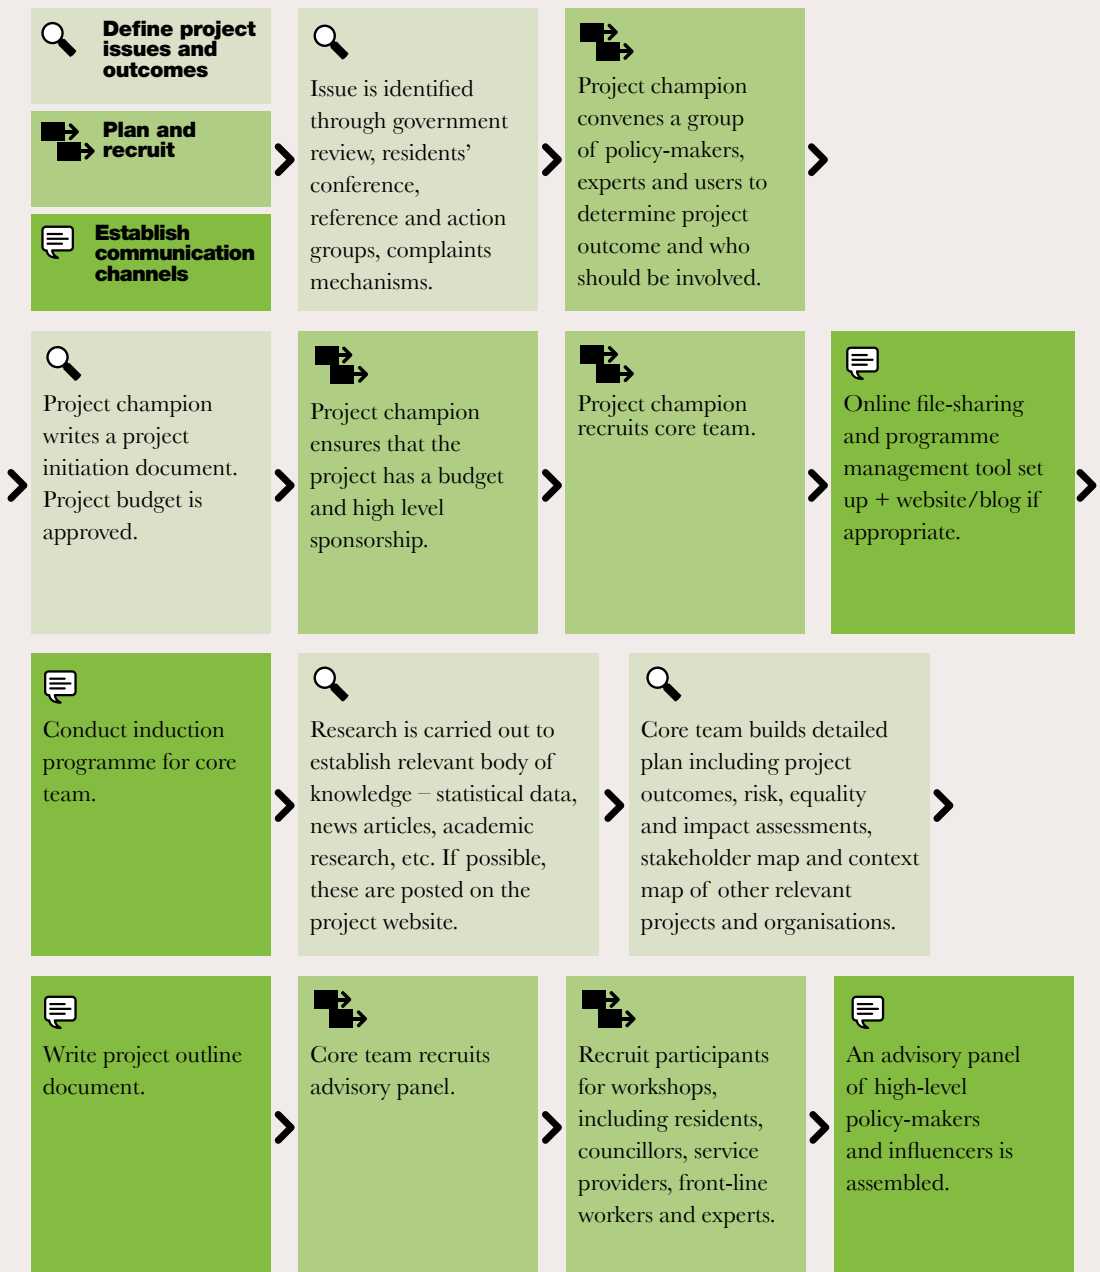 Define project
issues and
outcomes
Plan and
recruit
Establish
communication
channels
Issue is identified
through government
review, residents’
conference,
reference and action
groups, complaints
mechanisms.
Project champion
convenes a group
of policy-makers,
experts and users to
determine project
outcome and who
should be involved.
Project champion
writes a project
initiation document.
Project budget is
approved.
Project champion
ensures that the
project has a budget
and high level
sponsorship.
Project champion
recruits core team.
Online file-sharing
and programme
management tool set
up + website/blog if
appropriate.
Conduct induction
programme for core
team.
Research is carried out to
establish relevant body of
knowledge – statistical data,
news articles, academic
research, etc. If possible,
these are posted on the
project website.
Core team builds detailed
plan including project
outcomes, risk, equality
and impact assessments,
stakeholder map and context
map of other relevant
projects and organisations.
Write project outline
document.
Core team recruits
advisory panel.
Recruit participants
for workshops,
including residents,
councillors, service
providers, front-line
workers and experts.
An advisory panel
of high-level
policy-makers
and influencers is
assembled.